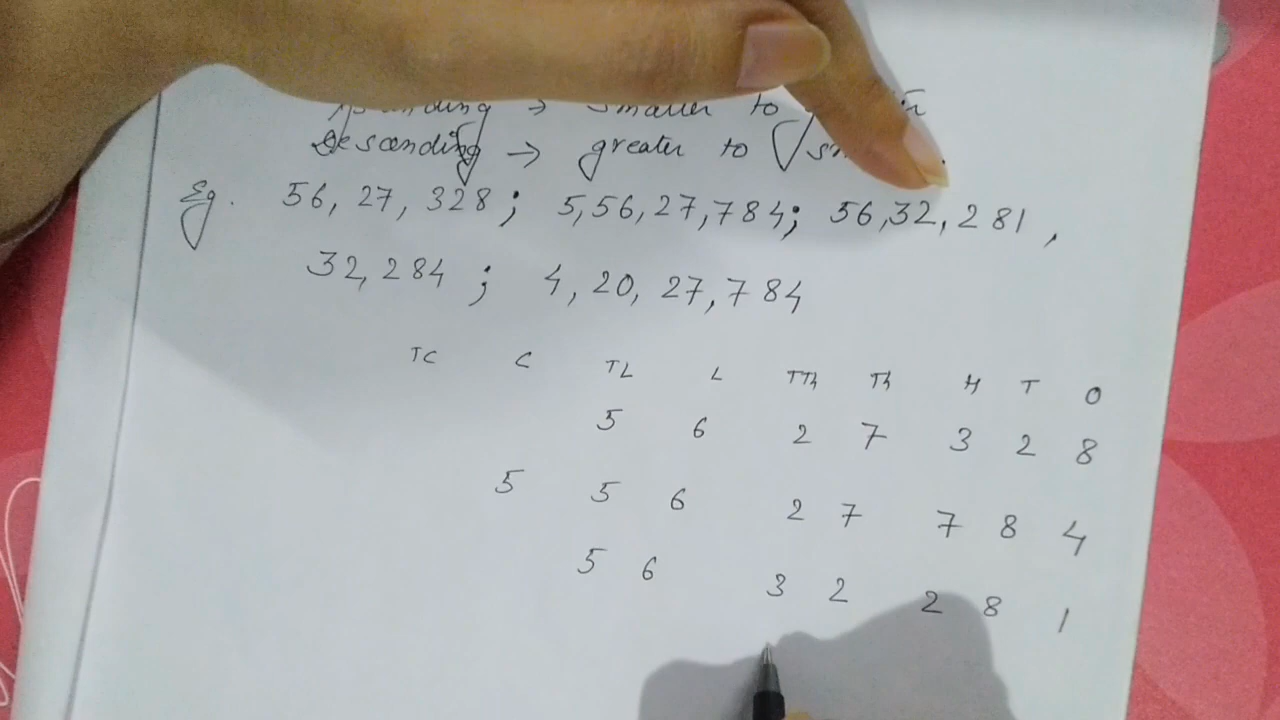 smaller to
Descending → greater to
Eg. 56, 27, 328 ; 5,56,27,784; 56,32,281,
32,284 ; 4,20,27,784
TC C TL L TTh Th H T O
5 6 2 7 3 2 8
5 5 6 2 7 7 8 4
5 6 3 2 2 8 1